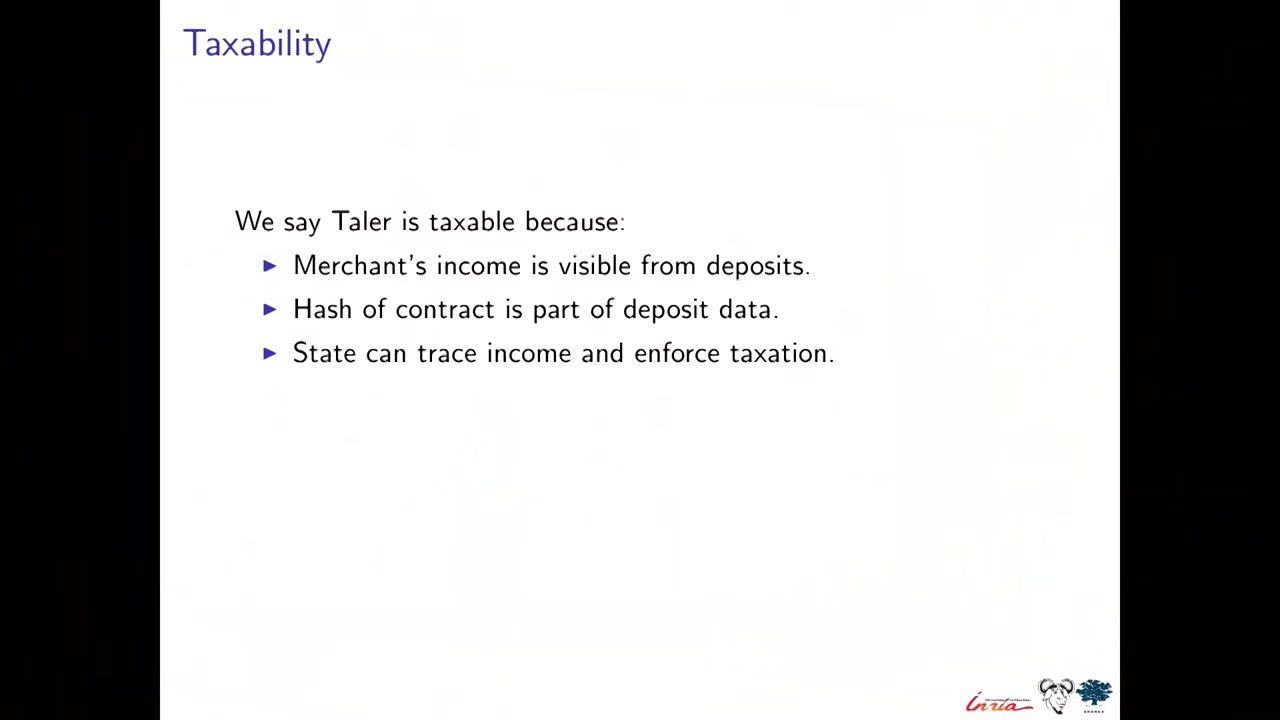 Taxability
We say Taler is taxable because:
▶ Merchant's income is visible from deposits.
▶ Hash of contract is part of deposit data.
▶ State can trace income and enforce taxation.
Inria